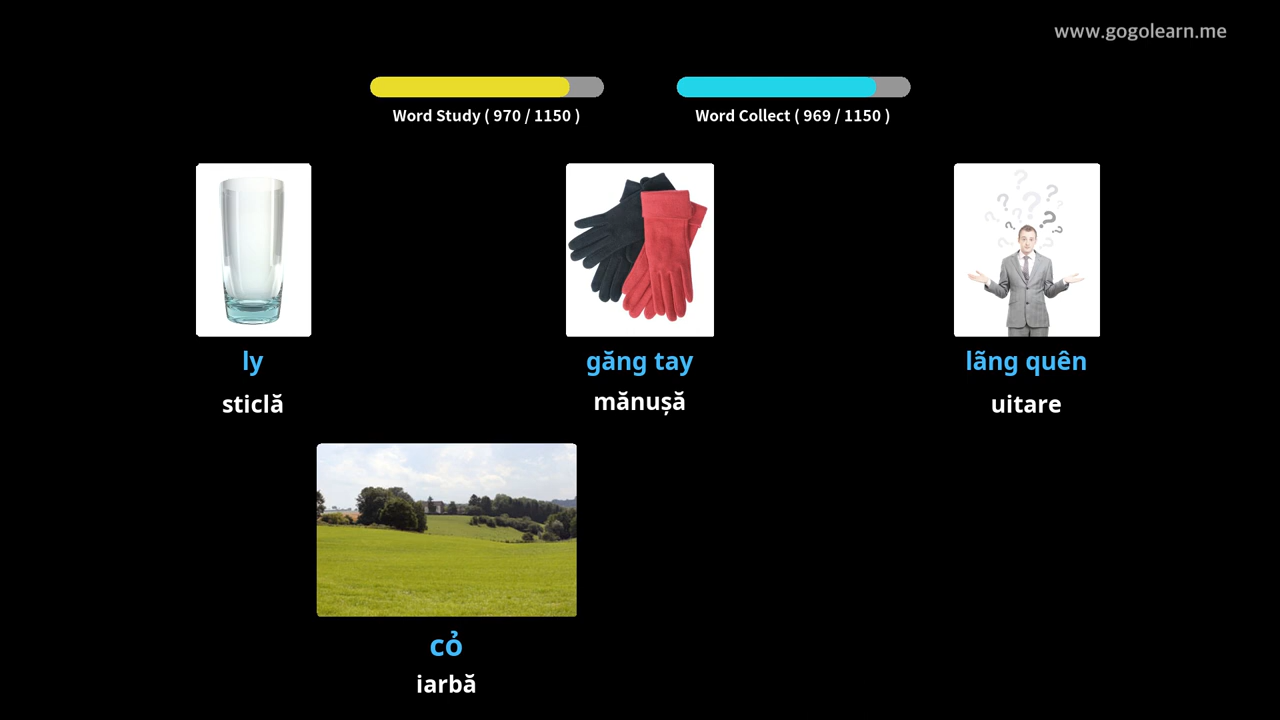 www.gogolearn.me
Word Study ( 970 / 1150 )
Word Collect ( 969 / 1150 )
ly
găng tay
lãng quên
sticlă
mănușă
uitare
cỏ
iarbă